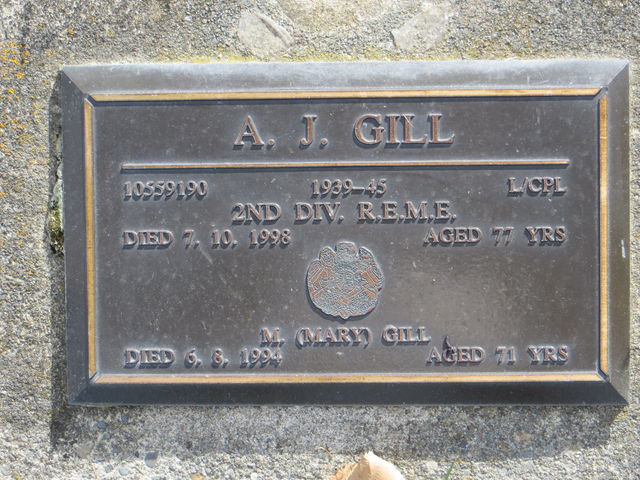 A. J. GILL
10559190 1939-45 L/CPL
2ND DIV. R.E.M.E.
DIED 7. 10. 1998 AGED 77 YRS
M. (MARY) GILL
DIED 6. 8. 1994 AGED 71 YRS